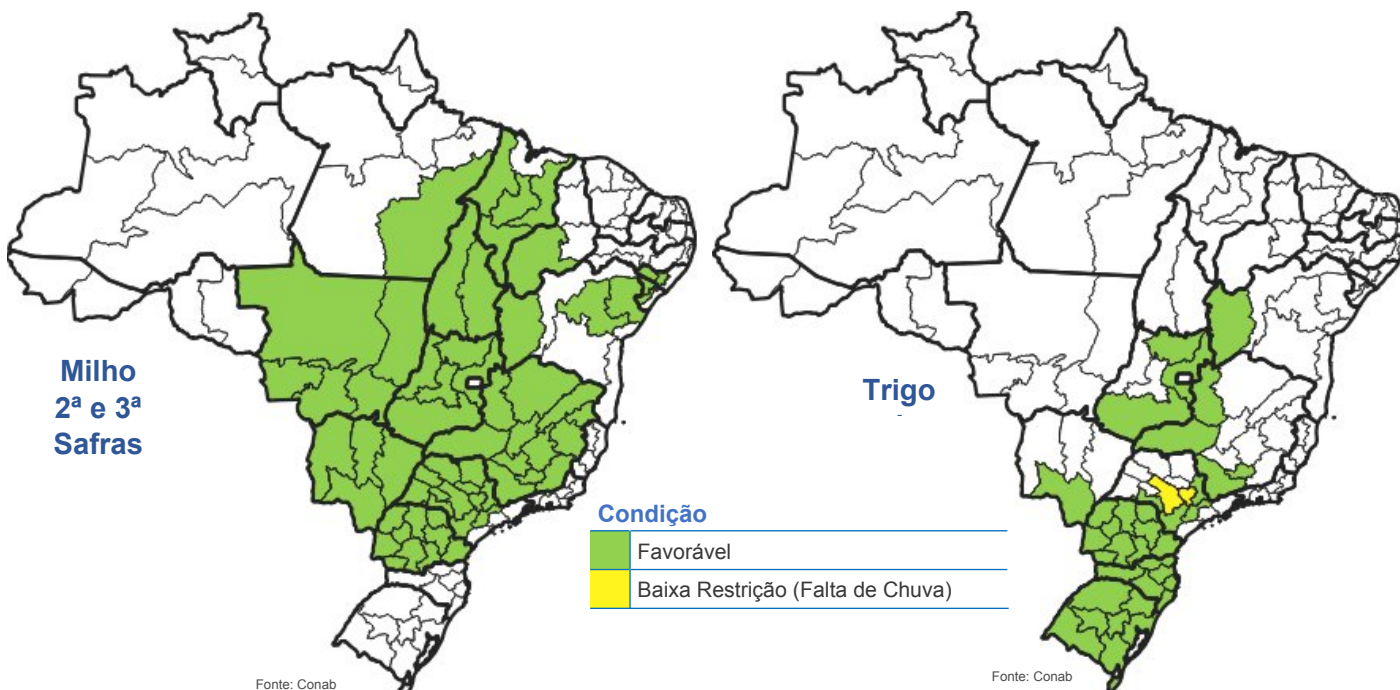 Milho
2ª e 3ª
Safras
Trigo
Condição
Favorável
Baixa Restrição (Falta de Chuva)
Fonte: Conab
Fonte: Conab